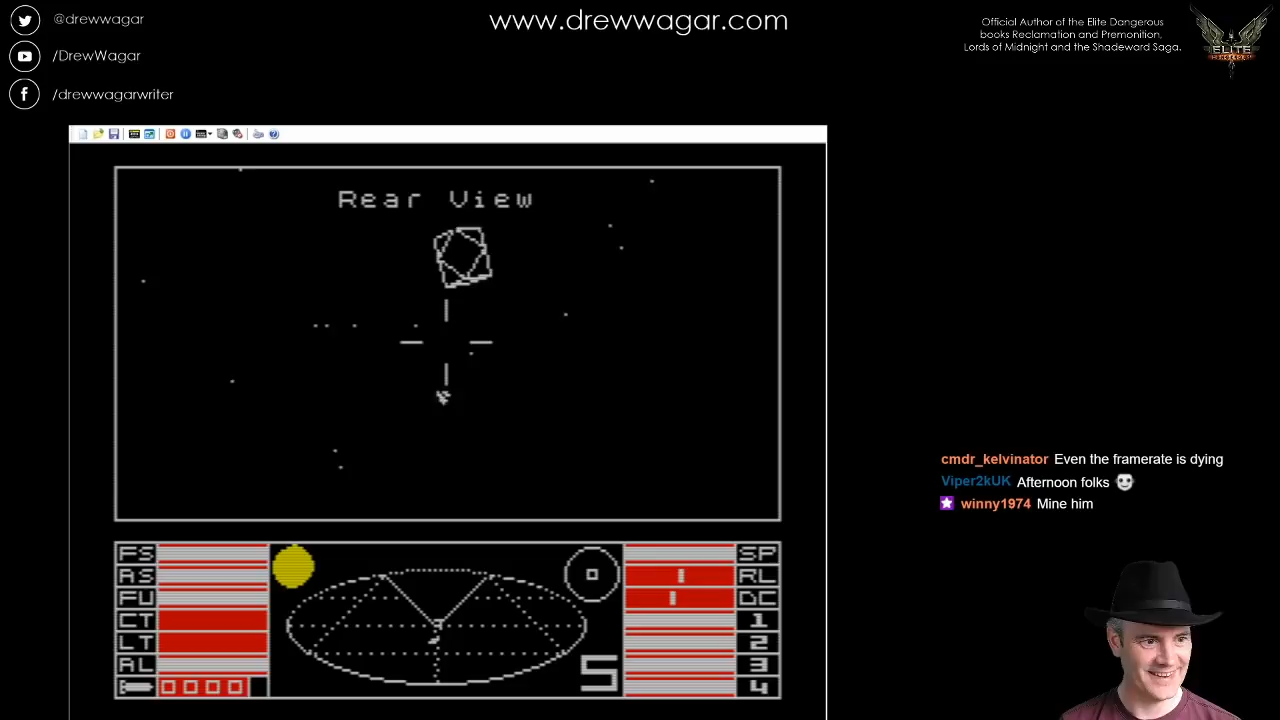 @drewwagar
/DrewWagar
/drewwagarwriter
www.drewwagar.com
Official Author of the Elite Dangerous
books Reclamation and Premonition,
Lords of Midnight and the Shadeward Saga.
ELITE
Rear View
cmdr_kelvinator Even the framerate is dying
Viper2kUK Afternoon folks
winny1974 Mine him
FS
AS
FU
CT
LT
AL
S
SP
RL
DC
1
2
3
4